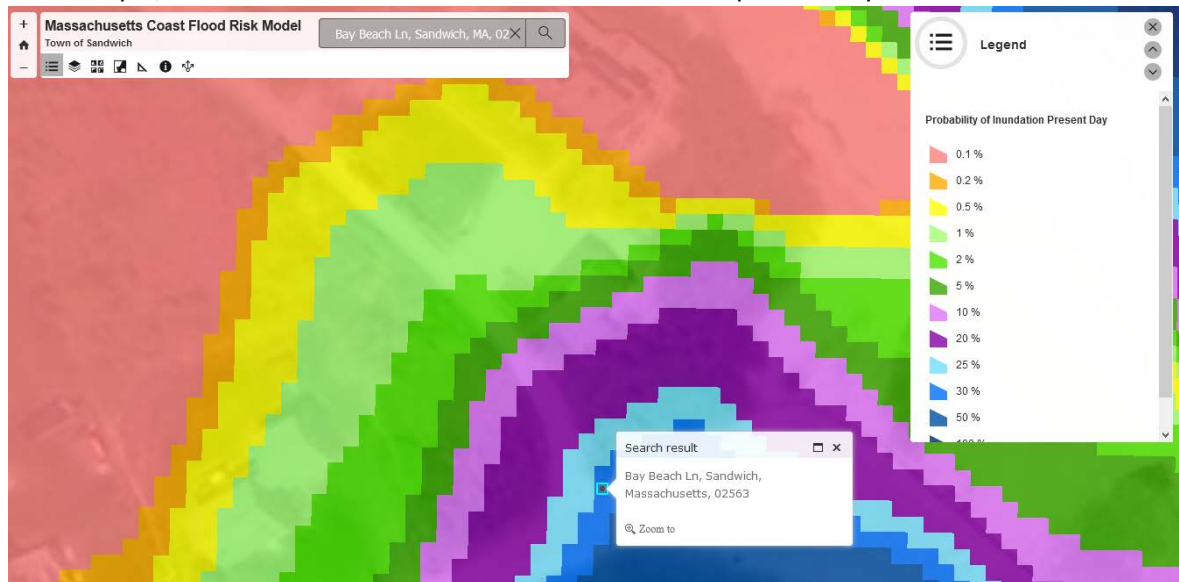 Massachusetts Coast Flood Risk Model
Town of Sandwich
Bay Beach Ln, Sandwich, MA, 02
Legend
Probability of Inundation Present Day
0.1 %
0.2 %
0.5 %
1 %
2 %
5 %
10 %
20 %
25 %
30 %
50 %
Search result
Bay Beach Ln, Sandwich,
Massachusetts, 02563
Zoom to